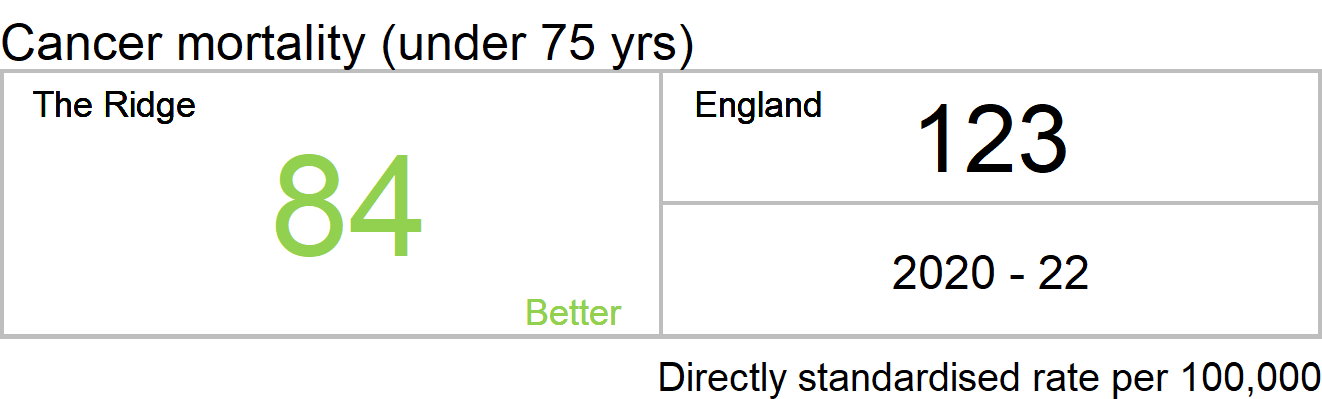 Cancer mortality (under 75 yrs)
The Ridge
84
Better
England
123
2020 - 22
Directly standardised rate per 100,000